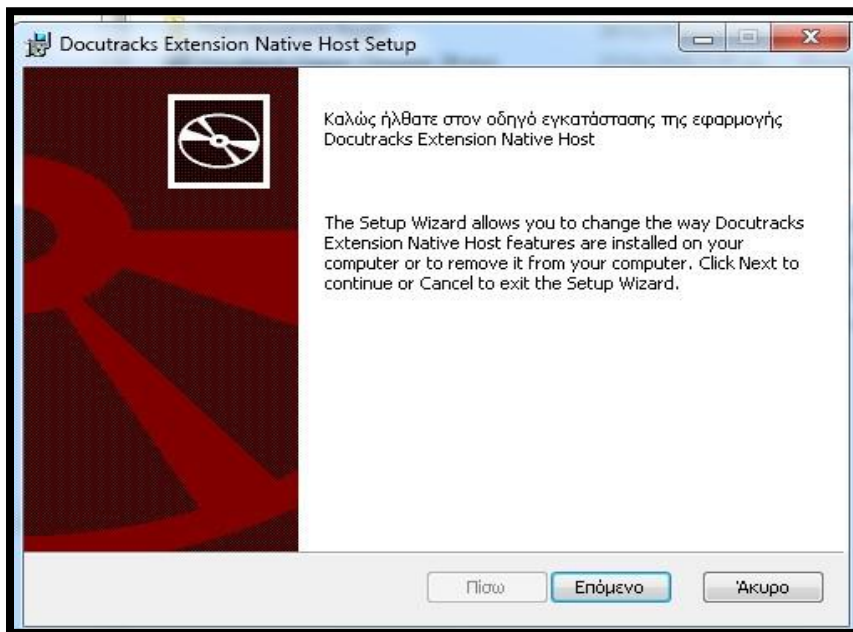 Docutracks Extension Native Host Setup
Καλώς ήλθατε στον οδηγό εγκατάστασης της εφαρμογής
Docutracks Extension Native Host
The Setup Wizard allows you to change the way Docutracks
Extension Native Host features are installed on your
computer or to remove it from your computer. Click Next to
continue or Cancel to exit the Setup Wizard.
Πίσω Επόμενο Άκυρο